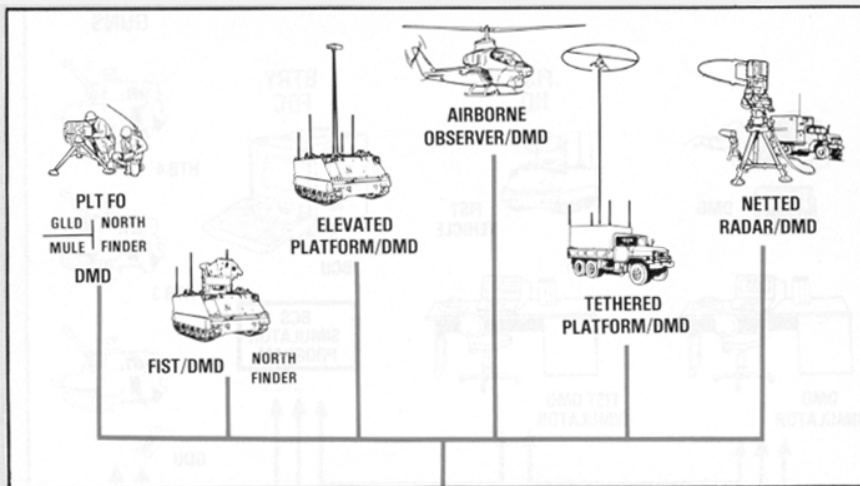 PLT FO
GLLD NORTH
MULE FINDER
DMD
FIST/DMD
NORTH
FINDER
ELEVATED
PLATFORM/DMD
AIRBORNE
OBSERVER/DMD
TETHERED
PLATFORM/DMD
NETTED
RADAR/DMD